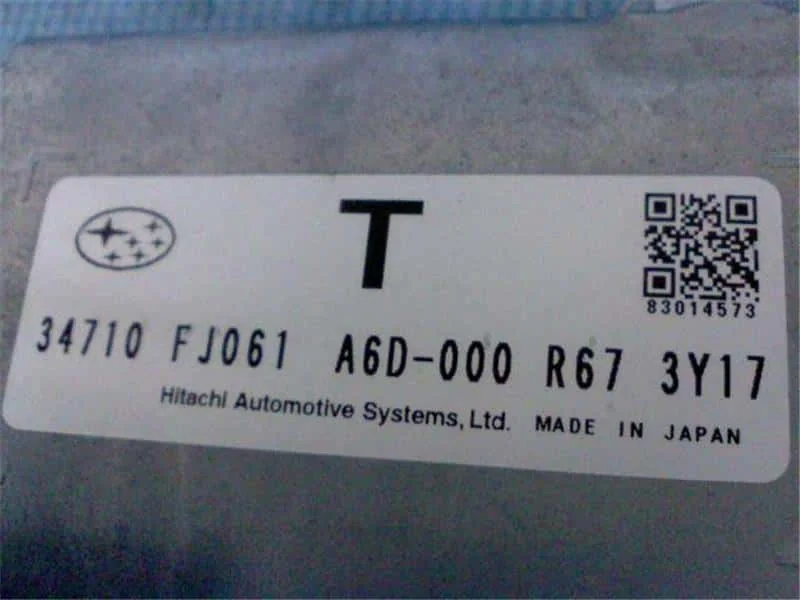 T
83014573
34710 FJ061 A6D-000 R67 3Y17
Hitachi Automotive Systems, Ltd. MADE IN JAPAN